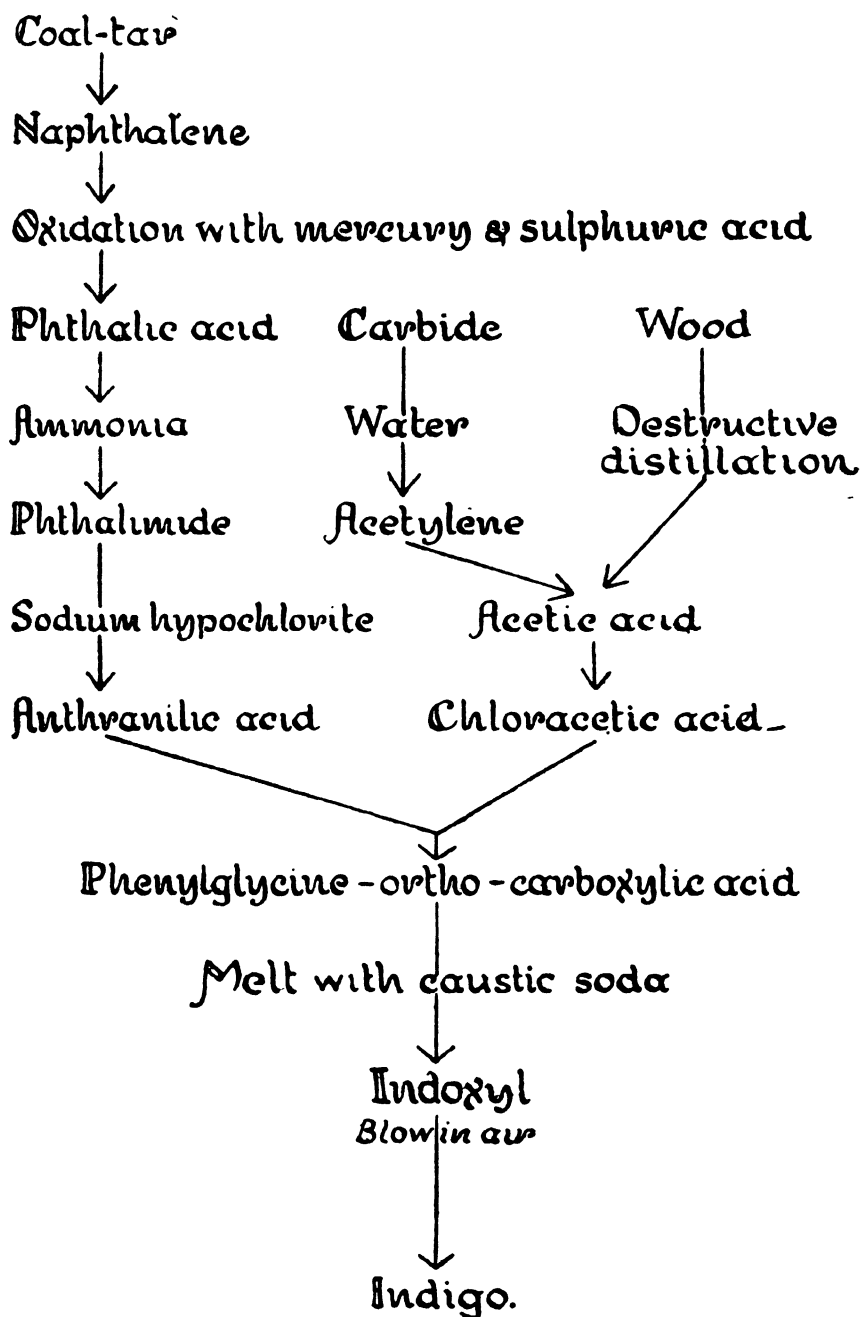 Coal-tar
Naphthalene
Oxidation with mercury & sulphuric acid
Phthalic acid Carbide Wood
Ammonia Water Destructive
distillation
Phthalimide Acetylene
Sodium hypochlorite Acetic acid
Anthranilic acid Chloracetic acid
Phenylglycine-ortho-carboxylic acid
Melt with caustic soda
Indoxyl
Blow in air
Indigo.